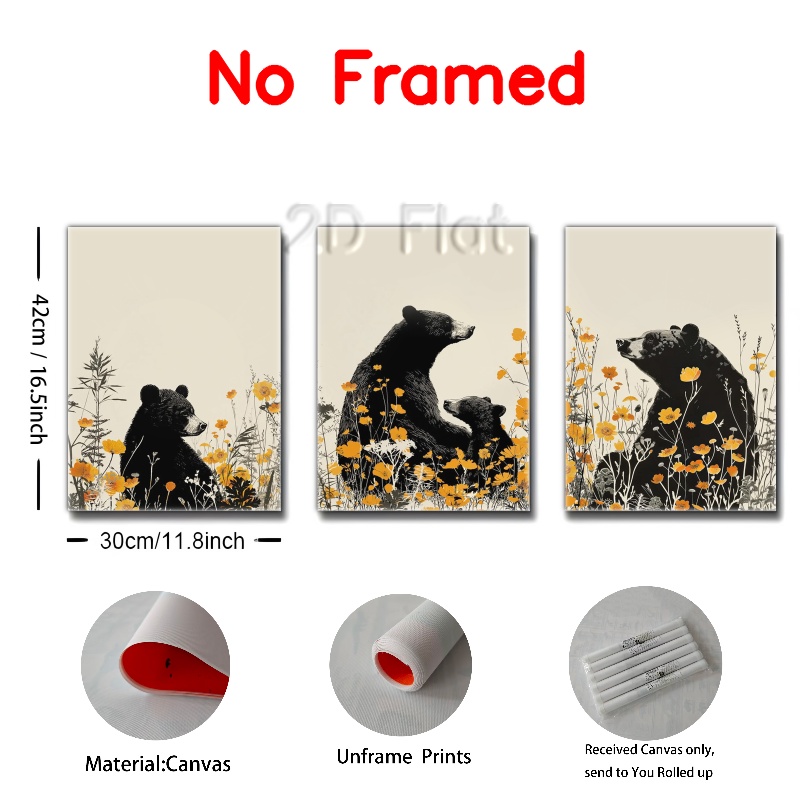 No Framed
2D Flat
42cm / 16.5inch
30cm/11.8inch
Material:Canvas
Unframe Prints
Received Canvas only,
send to You Rolled up